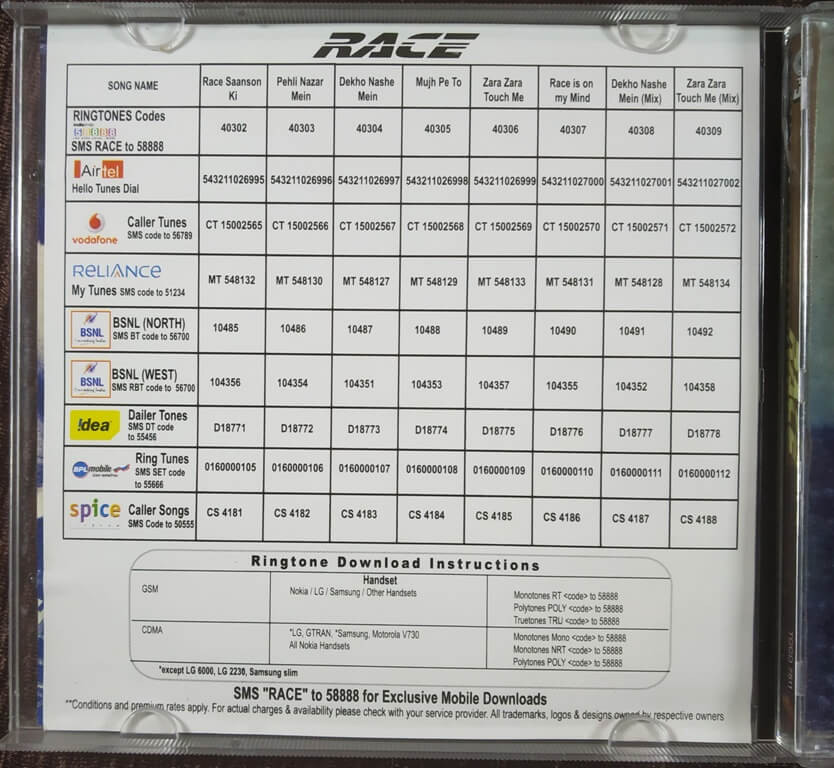 RACE
SONG NAME Race Saanson Ki Pehli Nazar Mein Dekho Nashe Mein Mujh Pe To Zara Zara Touch Me Race is on my Mind Dekho Nashe Mein (Mix) Zara Zara Touch Me (Mix)
RINGTONES Codes
58888
SMS RACE to 58888 40302 40303 40304 40305 40306 40307 40308 40309
Airtel
Hello Tunes Dial 543211026995 543211026996 543211026997 543211026998 543211026999 543211027000 543211027001 543211027002
vodafone Caller Tunes
SMS code to 56789 CT 15002565 CT 15002566 CT 15002567 CT 15002568 CT 15002569 CT 15002570 CT 15002571 CT 15002572
RELIANCE
My Tunes SMS code to 51234 MT 548132 MT 548130 MT 548127 MT 548129 MT 548133 MT 548131 MT 548128 MT 548134
BSNL BSNL (NORTH)
SMS BT code to 56700 10485 10486 10487 10488 10489 10490 10491 10492
BSNL BSNL (WEST)
SMS RBT code to 56700 104356 104354 104351 104353 104357 104355 104352 104358
!dea Dailer Tones
SMS DT code
to 55456 D18771 D18772 D18773 D18774 D18775 D18776 D18777 D18778
BPL mobile Ring Tunes
SMS SET code
to 55666 0160000105 0160000106 0160000107 0160000108 0160000109 0160000110 0160000111 0160000112
spice Caller Songs
SMS Code to 50555 CS 4181 CS 4182 CS 4183 CS 4184 CS 4185 CS 4186 CS 4187 CS 4188
Ringtone Download Instructions
Handset
GSM Nokia / LG / Samsung / Other Handsets Monotones RT <code> to 58888
Polytones POLY <code> to 58888
Truetones TRU <code> to 58888
CDMA *LG, GTRAN, *Samsung, Motorola V730 Monotones Mono <code> to 58888
All Nokia Handsets Monotones NRT <code> to 58888
Polytones POLY <code> to 58888
*except LG 6000, LG 2230, Samsung slim
SMS "RACE" to 58888 for Exclusive Mobile Downloads
**Conditions and premium rates apply. For actual charges & availability please check with your service provider. All trademarks, logos & designs owned by respective owners
RACE